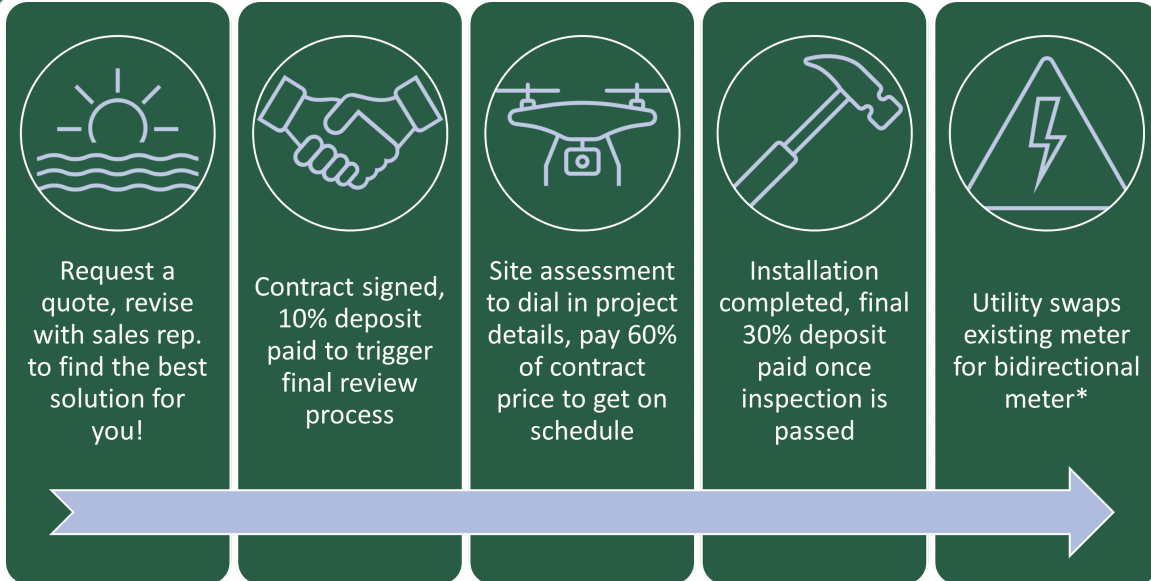 Request a
quote, revise
with sales rep.
to find the best
solution for
you!
Contract signed,
10% deposit
paid to trigger
final review
process
Site assessment
to dial in project
details, pay 60%
of contract
price to get on
schedule
Installation
completed, final
30% deposit
paid once
inspection is
passed
Utility swaps
existing meter
for bidirectional
meter*